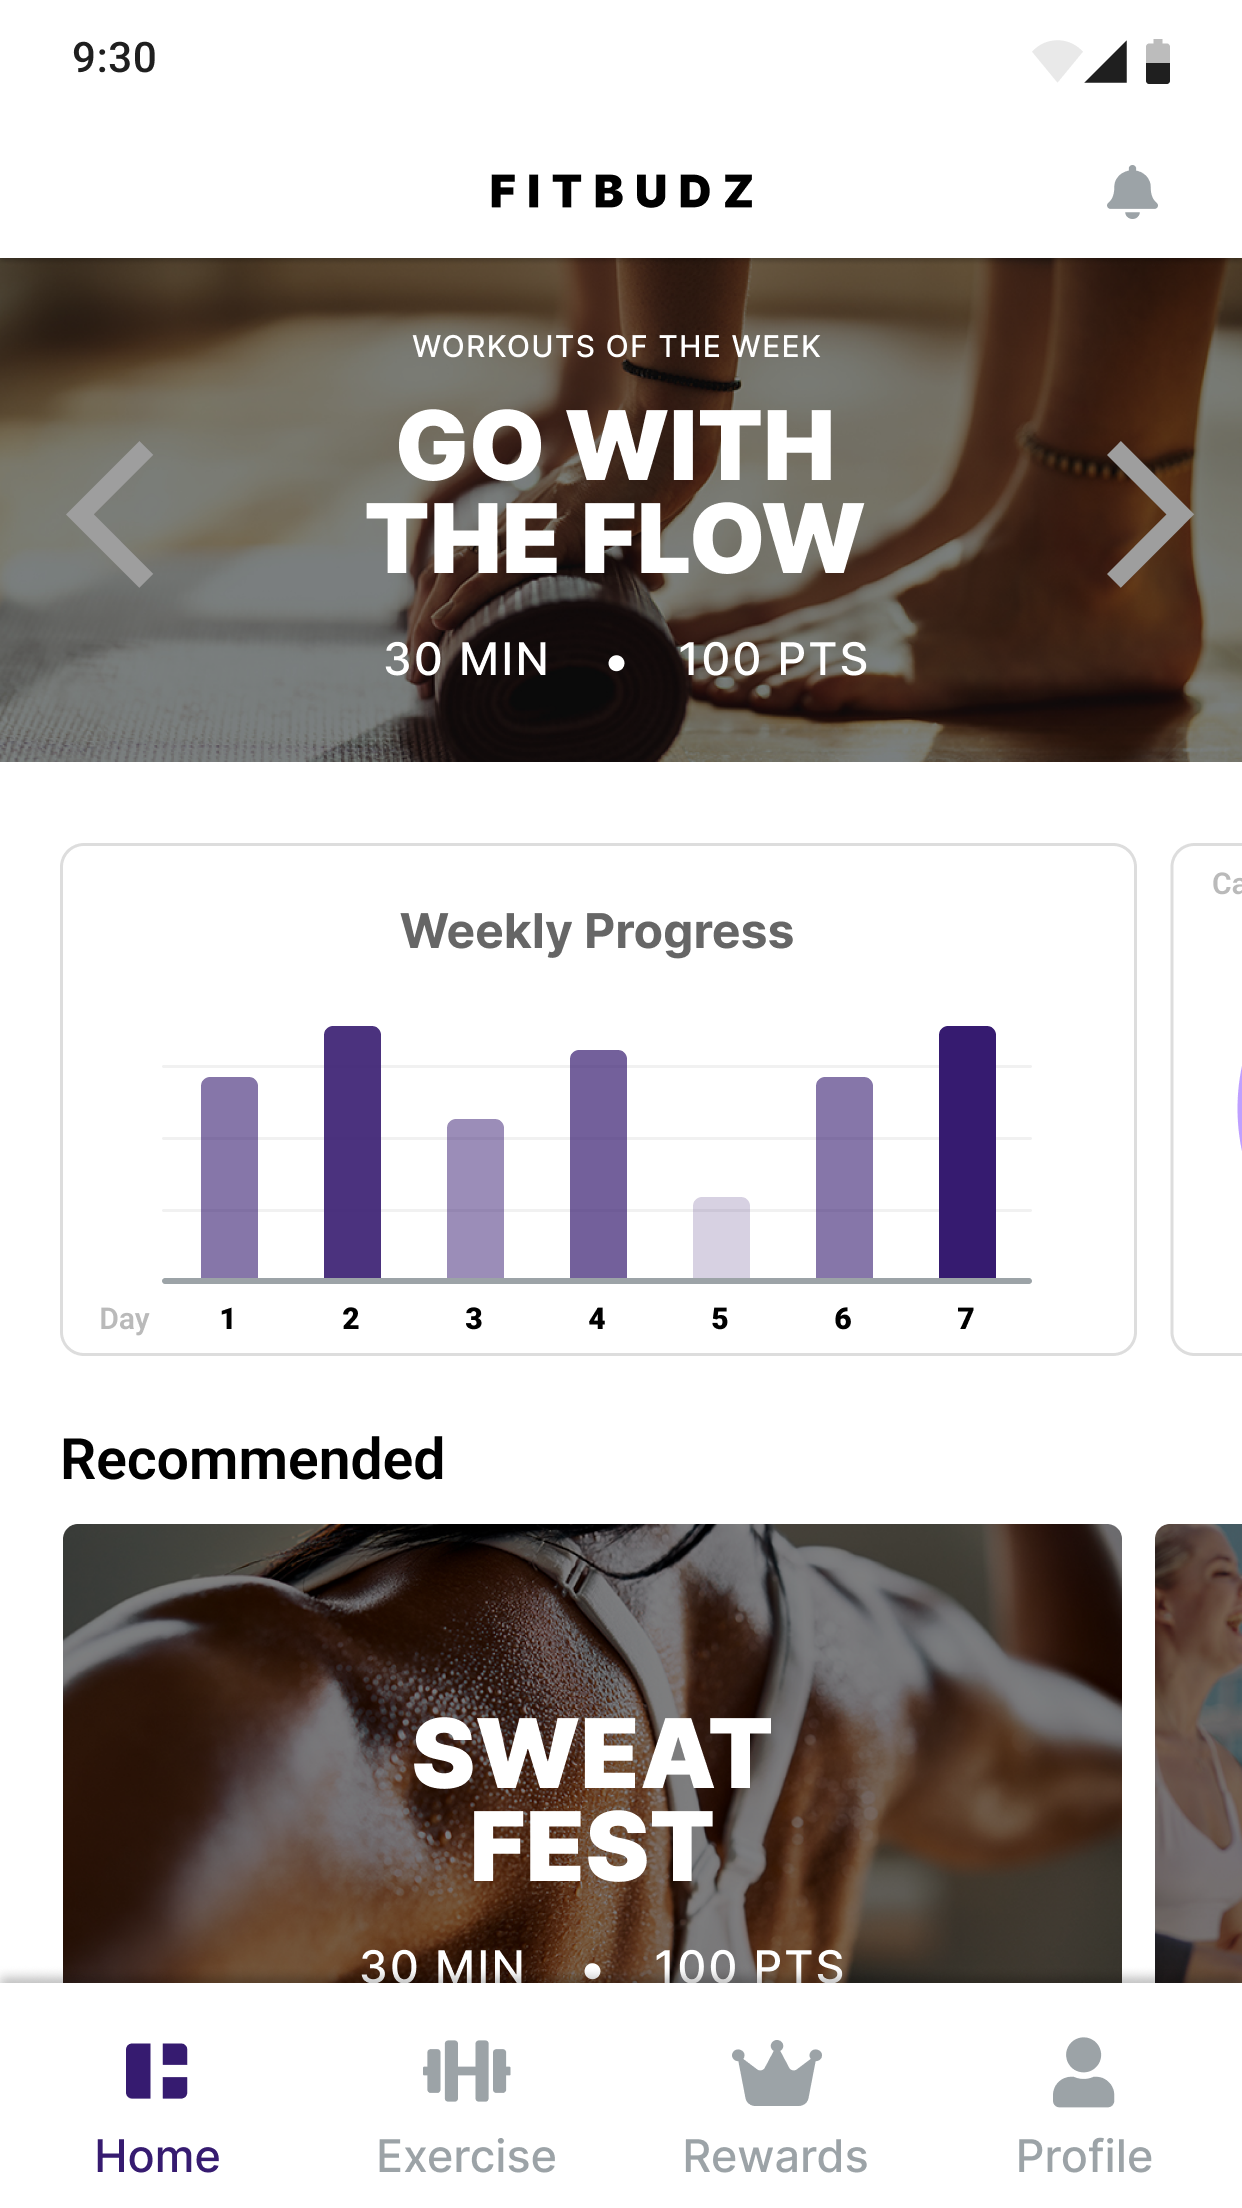 9:30
FITBUDZ
WORKOUTS OF THE WEEK
GO WITH
THE FLOW
30 MIN • 100 PTS
Weekly Progress
Ca
Day 1 2 3 4 5 6 7
Recommended
SWEAT
FEST
30 MIN • 100 PTS
Home Exercise Rewards Profile